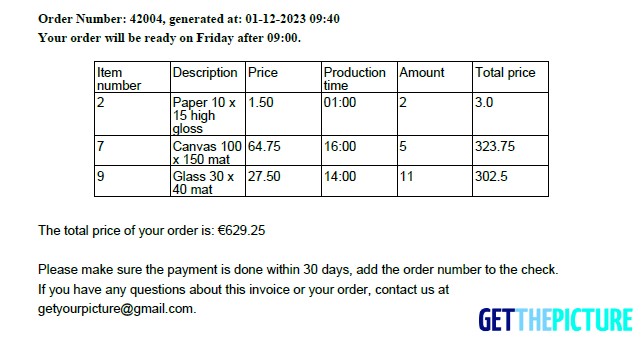 Order Number: 42004, generated at: 01-12-2023 09:40
Your order will be ready on Friday after 09:00.
Item number Description Price Production time Amount Total price
2 Paper 10 x 15 high gloss 1.50 01:00 2 3.0
7 Canvas 100 x 150 mat 64.75 16:00 5 323.75
9 Glass 30 x 40 mat 27.50 14:00 11 302.5
The total price of your order is: €629.25
Please make sure the payment is done within 30 days, add the order number to the check.
If you have any questions about this invoice or your order, contact us at
getyourpicture@gmail.com.
GETTHEPICTURE